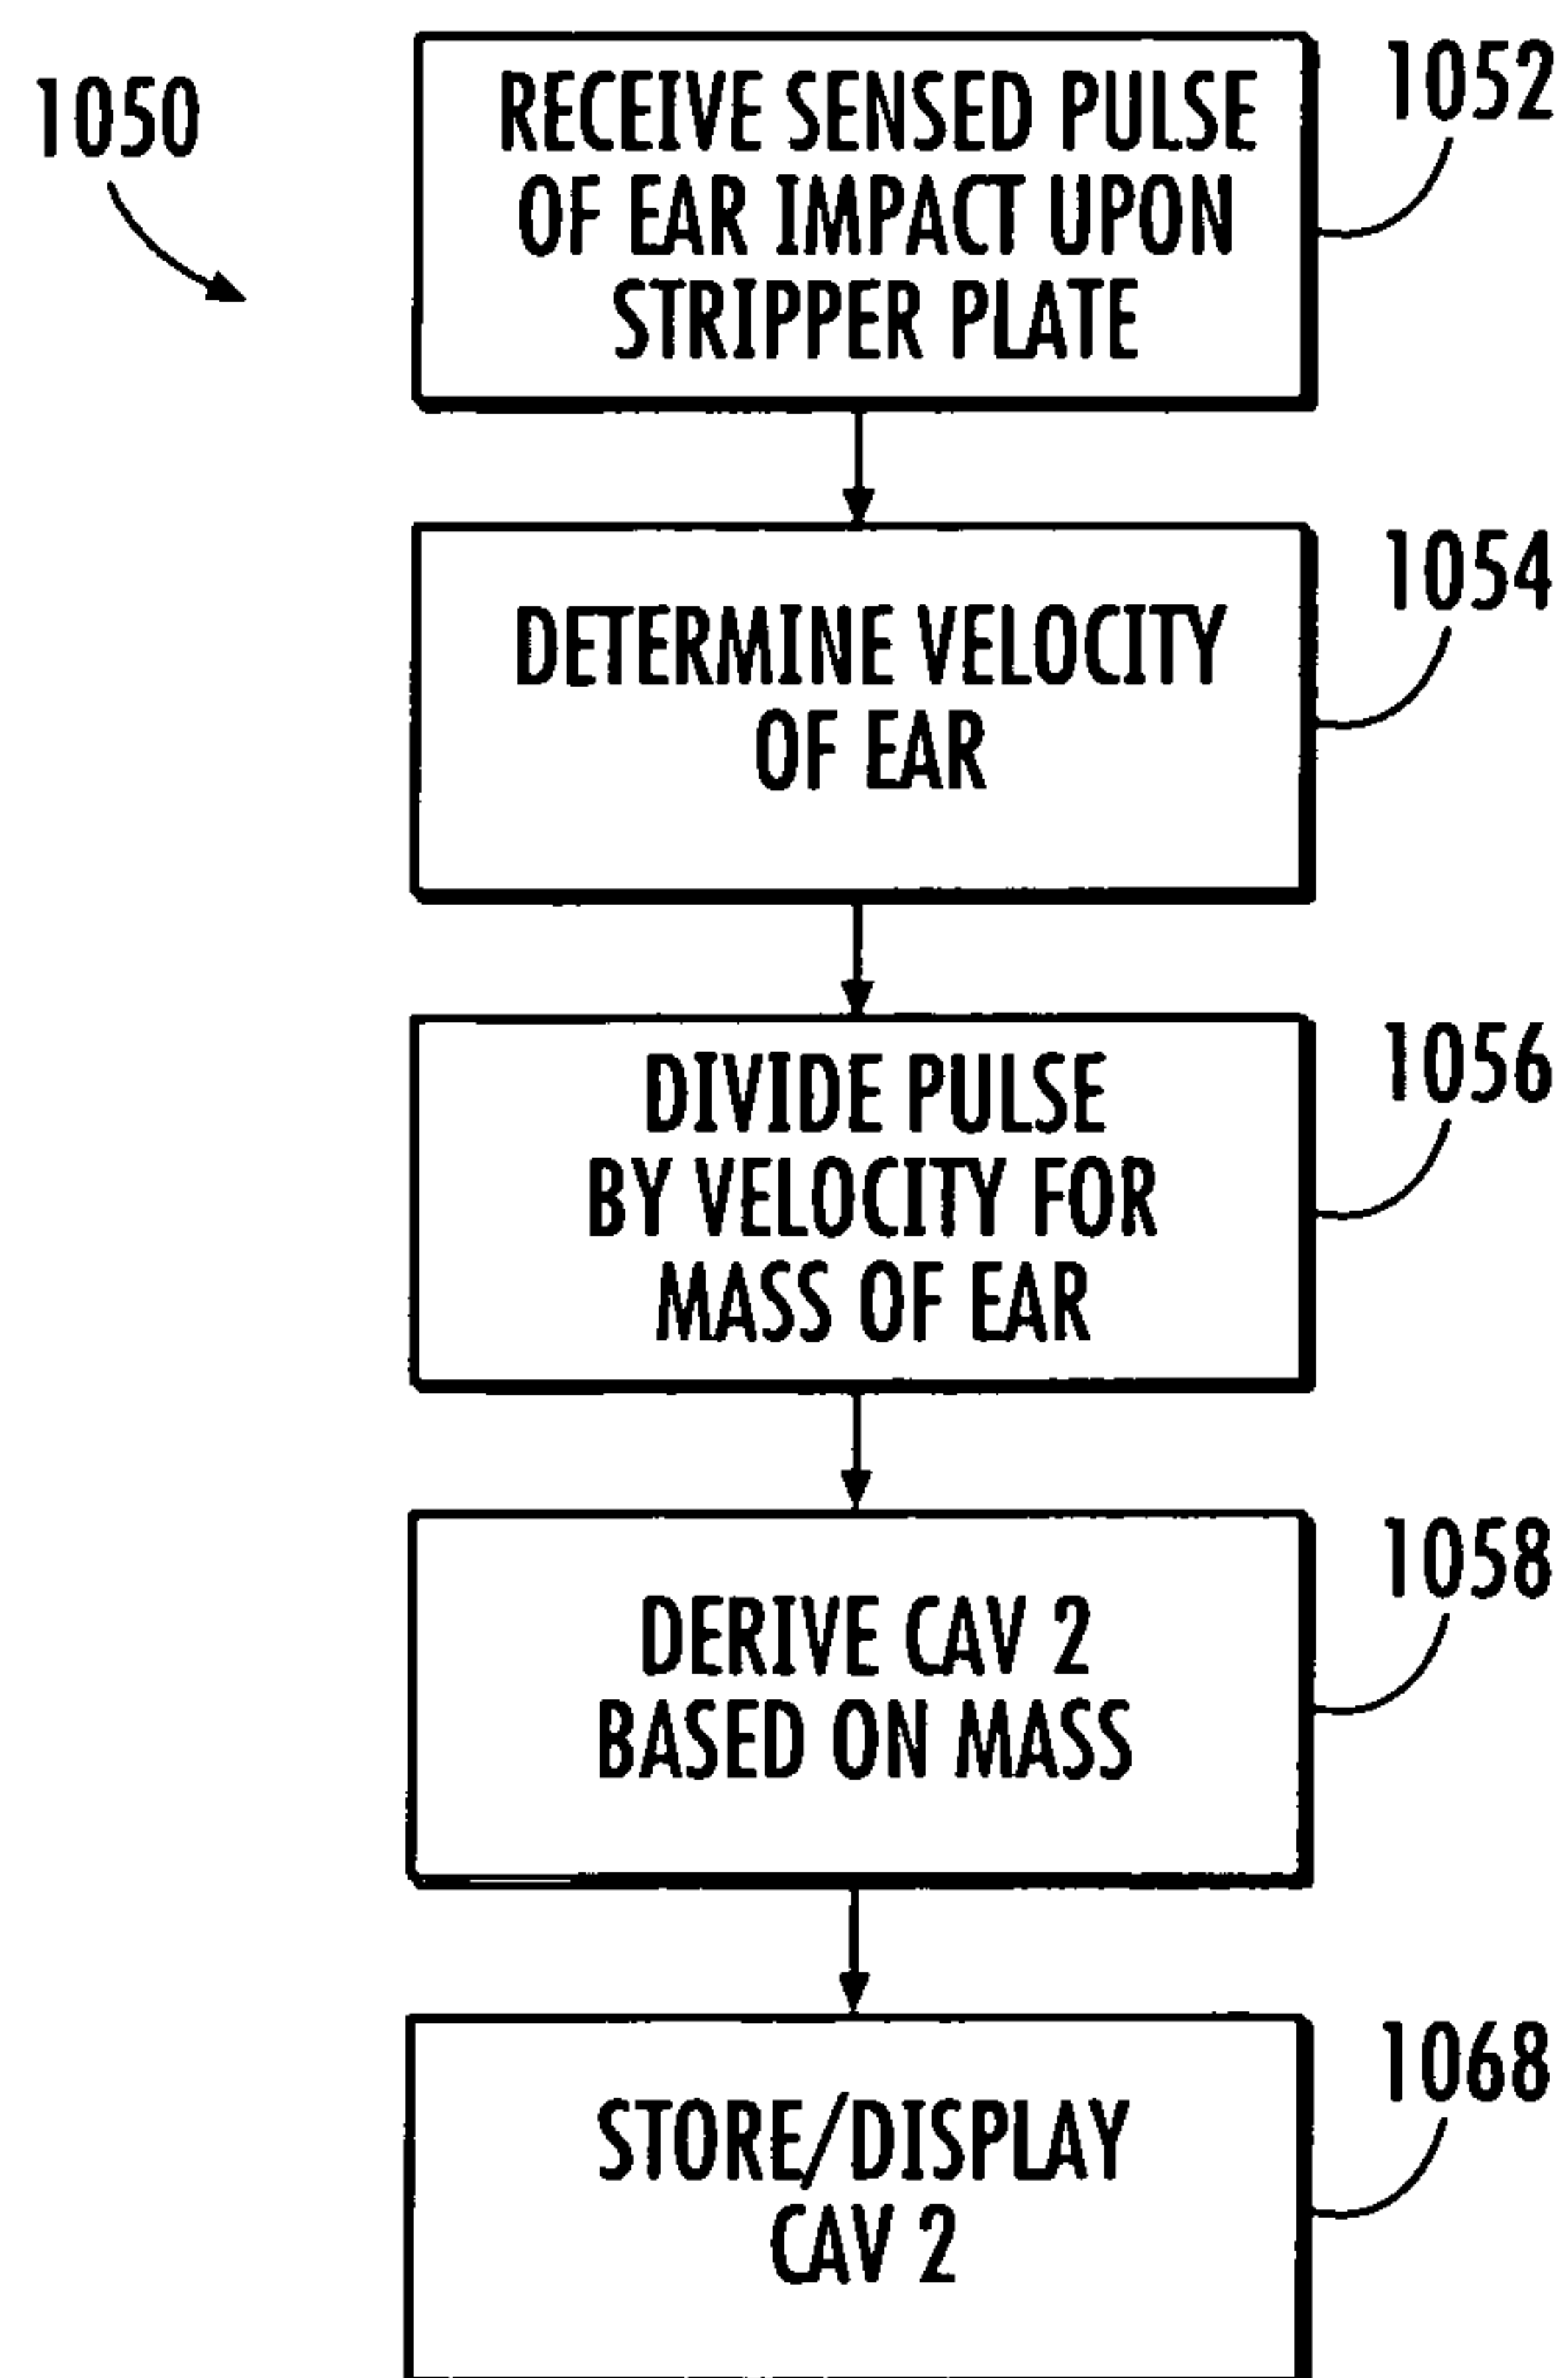 1050
RECEIVE SENSED PULSE
OF EAR IMPACT UPON
STRIPPER PLATE
1052
DETERMINE VELOCITY
OF EAR
1054
DIVIDE PULSE
BY VELOCITY FOR
MASS OF EAR
1056
DERIVE CAV 2
BASED ON MASS
1058
STORE/DISPLAY
CAV 2
1068